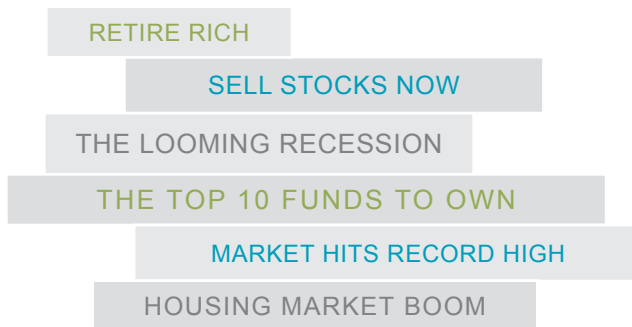 RETIRE RICH
SELL STOCKS NOW
THE LOOMING RECESSION
THE TOP 10 FUNDS TO OWN
MARKET HITS RECORD HIGH
HOUSING MARKET BOOM